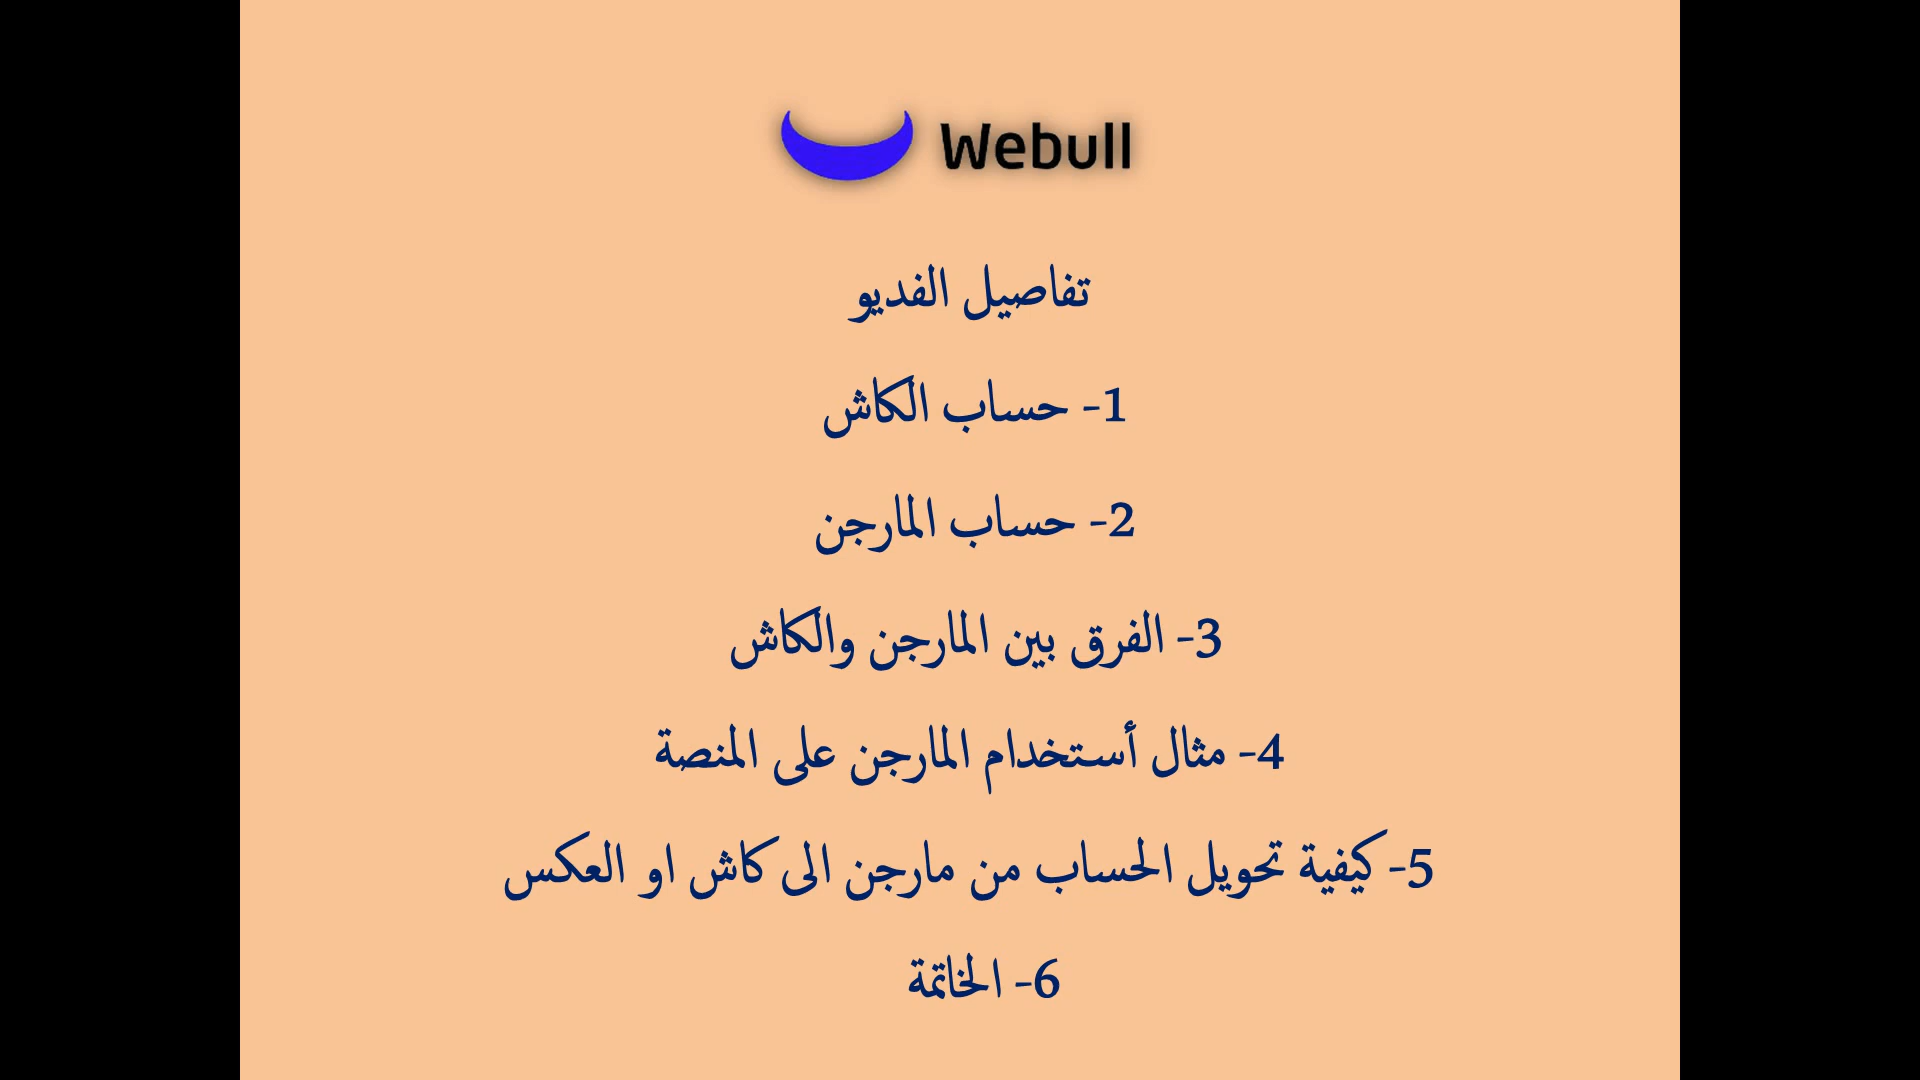 Webull
تفاصيل الفديو
1- حساب الكاش
2- حساب المارجن
3- الفرق بين المارجن والكاش
4- مثال أستخدام المارجن على المنصة
5- كيفية تحويل الحساب من مارجن الى كاش او العكس
6- الخاتمة